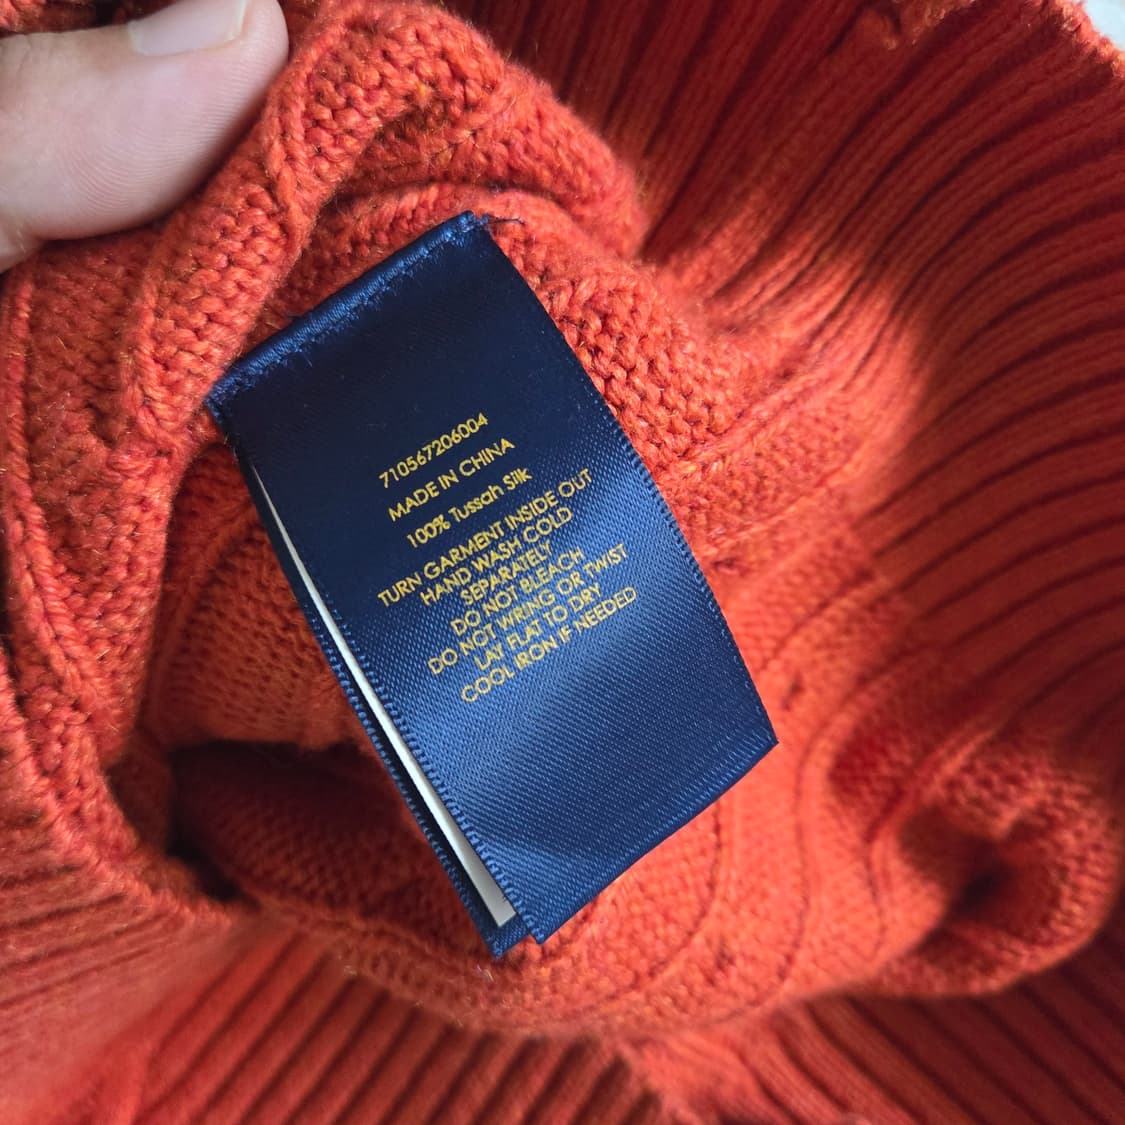 710567206004
MADE IN CHINA
100% Tussah Silk
TURN GARMENT INSIDE OUT
HAND WASH COLD
SEPARATELY
DO NOT BLEACH
DO NOT WRING OR TWIST
LAY FLAT TO DRY
COOL IRON IF NEEDED